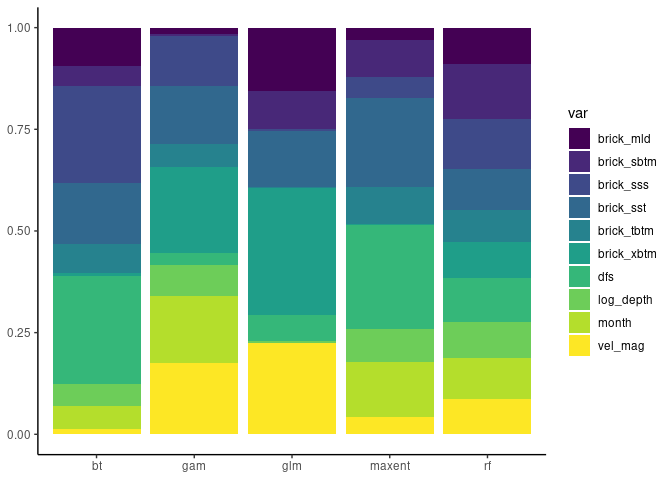 1.00
0.75
0.50
0.25
0.00
bt gam glm maxent rf
var
brick_mld
brick_sbtm
brick_sss
brick_sst
brick_tbtm
brick_xbtm
dfs
log_depth
month
vel_mag